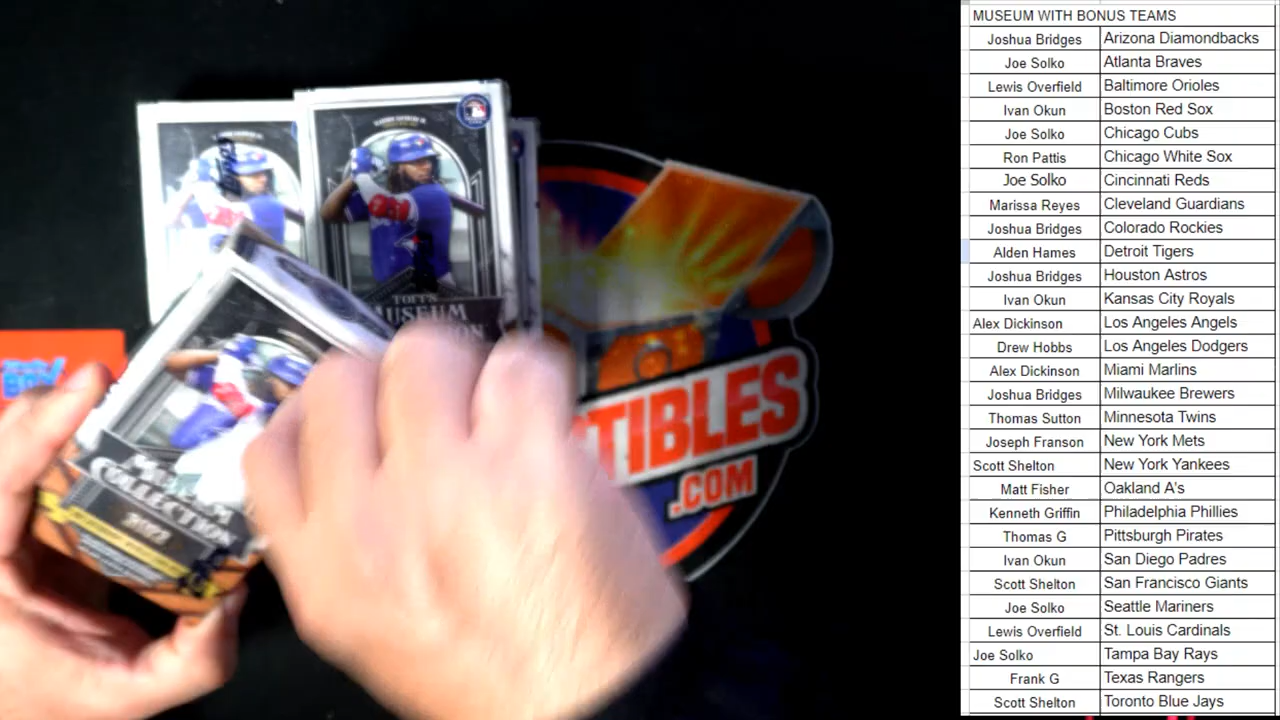 TOPPS
MUSEUM
COLLECTION
TIBLES
.COM
MUSEUM WITH BONUS TEAMS
Joshua Bridges Arizona Diamondbacks
Joe Solko Atlanta Braves
Lewis Overfield Baltimore Orioles
Ivan Okun Boston Red Sox
Joe Solko Chicago Cubs
Ron Pattis Chicago White Sox
Joe Solko Cincinnati Reds
Marissa Reyes Cleveland Guardians
Joshua Bridges Colorado Rockies
Alden Hames Detroit Tigers
Joshua Bridges Houston Astros
Ivan Okun Kansas City Royals
Alex Dickinson Los Angeles Angels
Drew Hobbs Los Angeles Dodgers
Alex Dickinson Miami Marlins
Joshua Bridges Milwaukee Brewers
Thomas Sutton Minnesota Twins
Joseph Franson New York Mets
Scott Shelton New York Yankees
Matt Fisher Oakland A's
Kenneth Griffin Philadelphia Phillies
Thomas G Pittsburgh Pirates
Ivan Okun San Diego Padres
Scott Shelton San Francisco Giants
Joe Solko Seattle Mariners
Lewis Overfield St. Louis Cardinals
Joe Solko Tampa Bay Rays
Frank G Texas Rangers
Scott Shelton Toronto Blue Jays